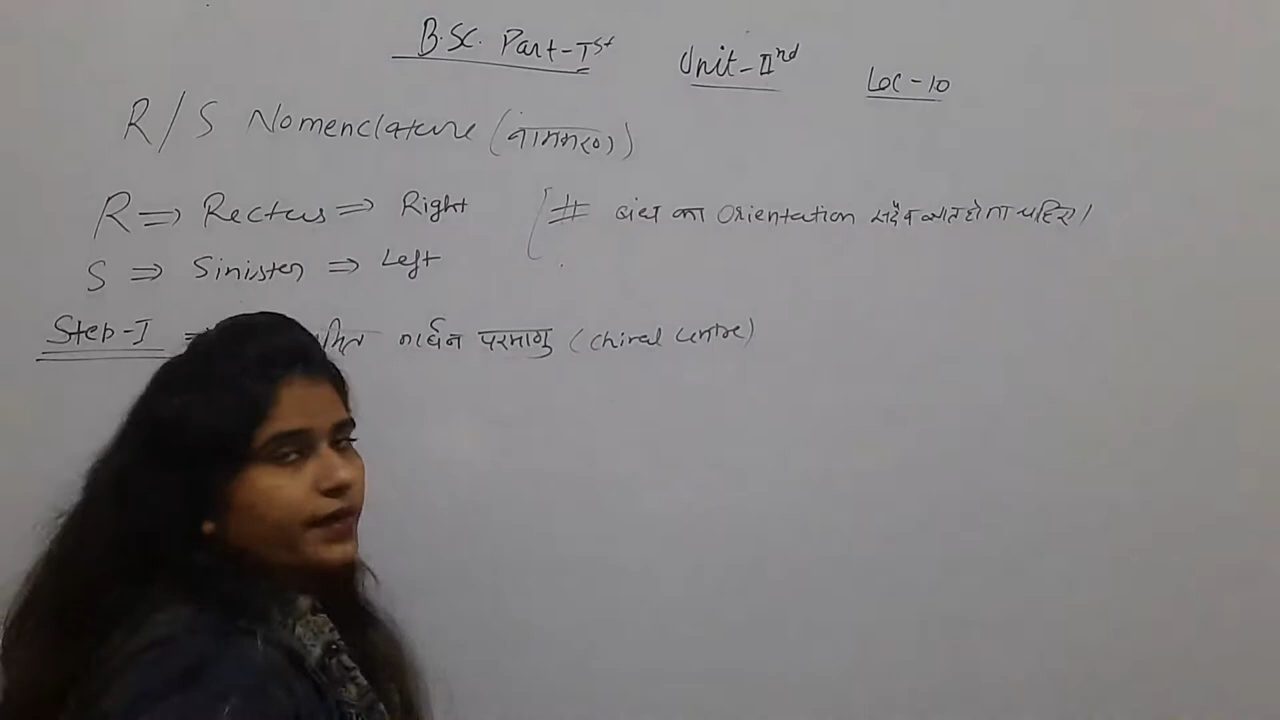 B.SC. Part-Ist Unit-IInd Lec-10
R/S Nomenclature (नामकरण)
R ⇒ Rectus ⇒ Right
# बंध का Orientation सदैव ज्ञात होना चाहिए।
S ⇒ Sinister ⇒ Left
Step-I ⇒ कार्बन परमाणु (chiral centre)